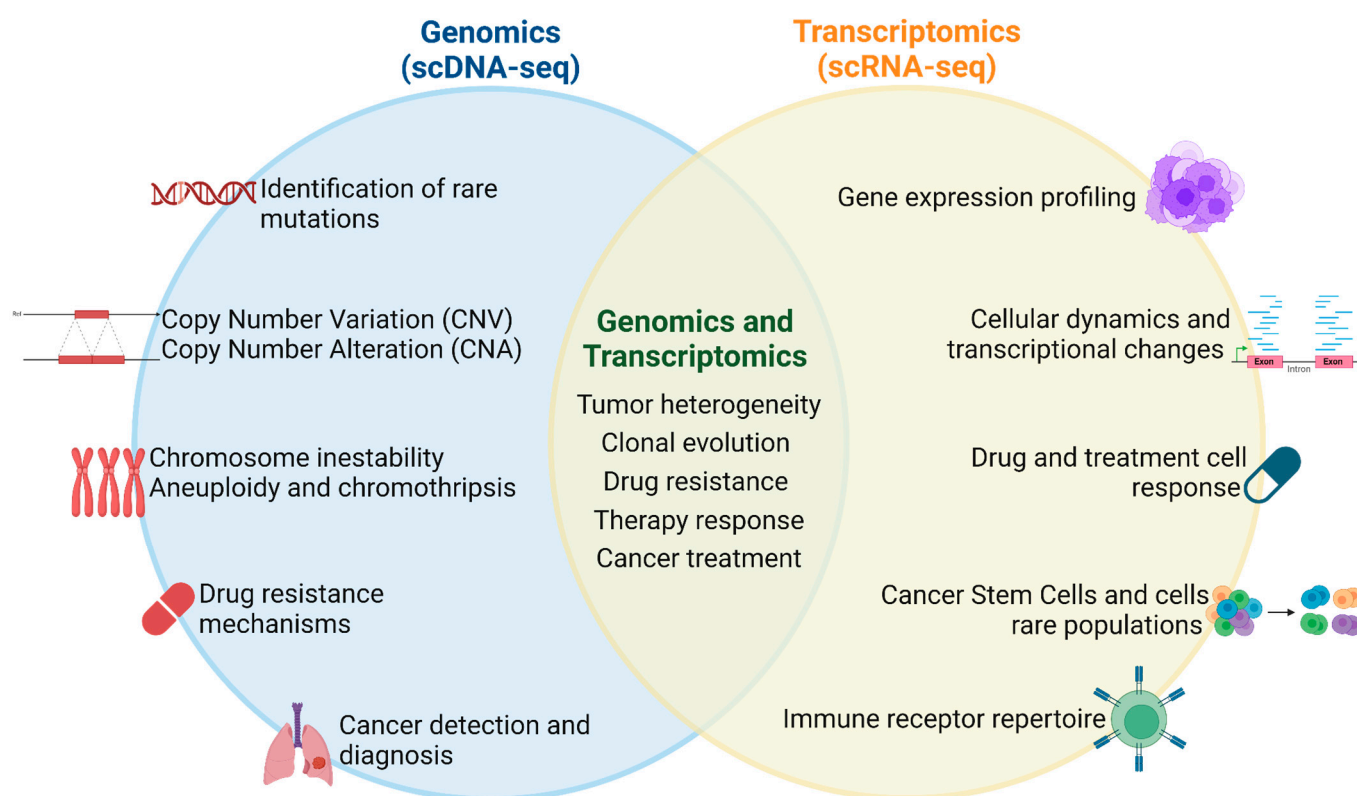 Genomics
(scDNA-seq)
Transcriptomics
(scRNA-seq)
Identification of rare
mutations
Gene expression profiling
Ref
Copy Number Variation (CNV)
Copy Number Alteration (CNA)
Genomics and
Transcriptomics
Tumor heterogeneity
Clonal evolution
Drug resistance
Therapy response
Cancer treatment
Cellular dynamics and
transcriptional changes
Exon
Intron
Exon
Chromosome inestability
Aneuploidy and chromothripsis
Drug and treatment cell
response
Drug resistance
mechanisms
Cancer Stem Cells and cells
rare populations
Cancer detection and
diagnosis
Immune receptor repertoire